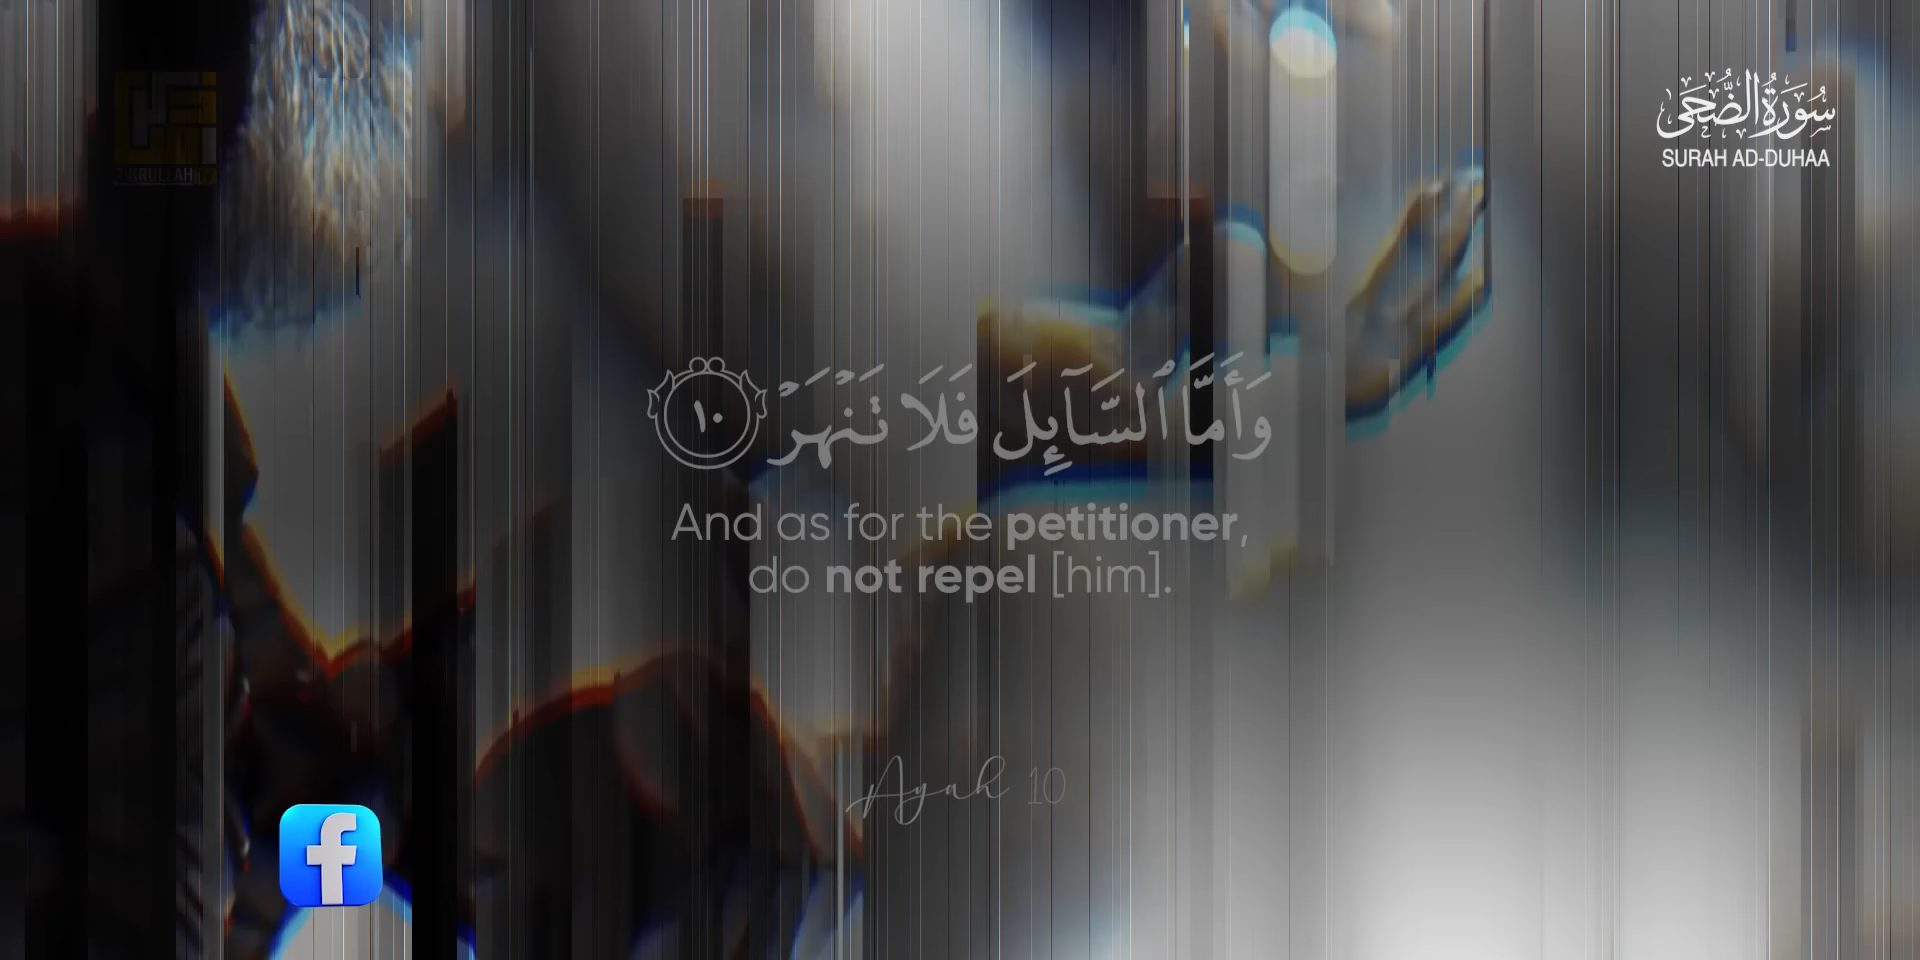 سُورَةُ الضُّحَى
SURAH AD-DUHAA
وَأَمَّا ٱلسَّآئِلَ فَلَا تَنۡهَرۡ ١٠
And as for the petitioner,
do not repel [him].
Ayah 10